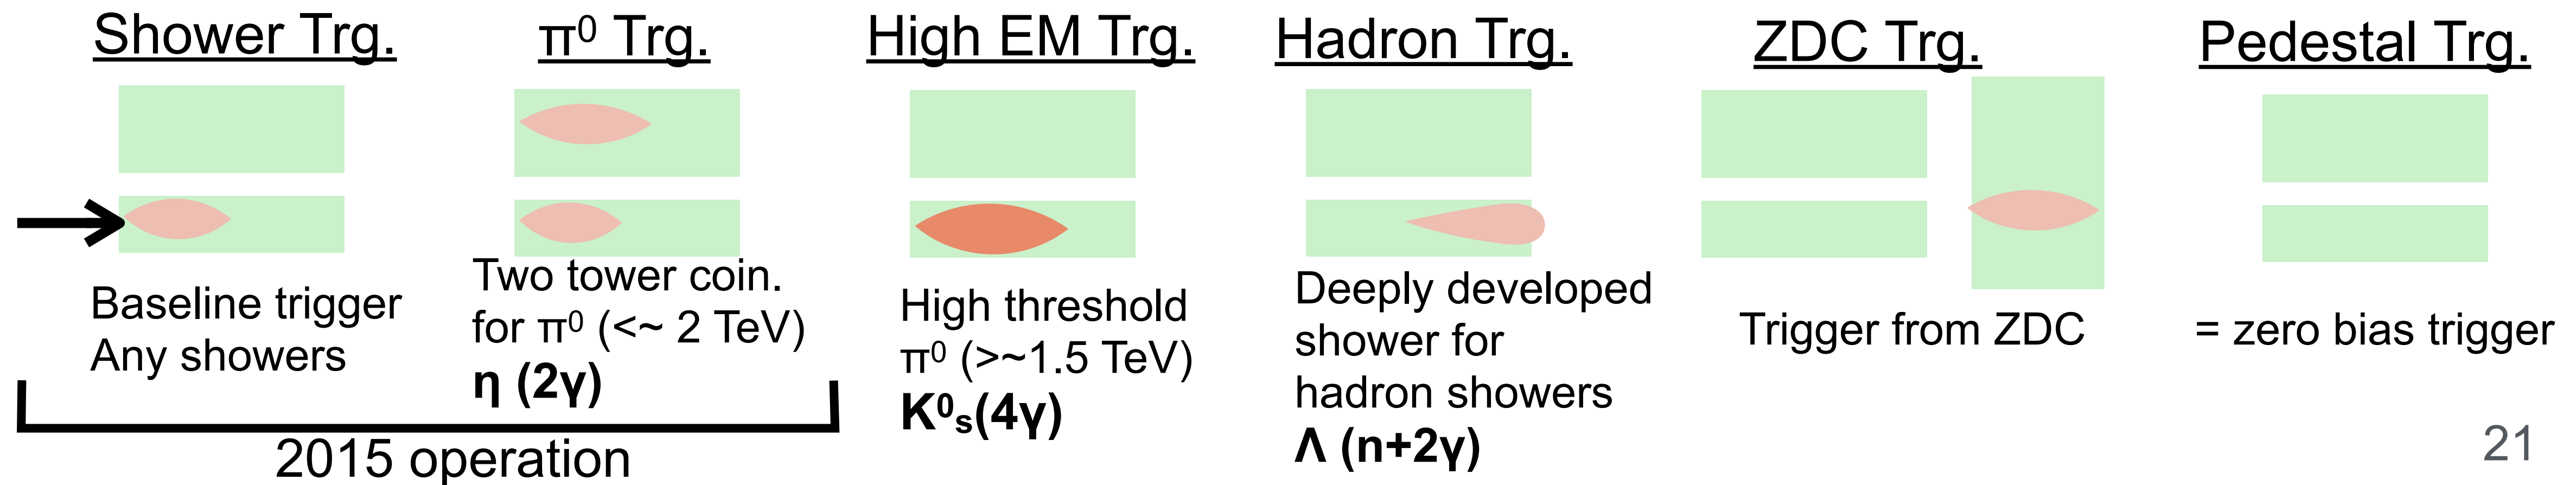 Shower Trg.
π⁰ Trg.
High EM Trg.
Hadron Trg.
ZDC Trg.
Pedestal Trg.
Baseline trigger
Any showers
Two tower coin.
for π⁰ (<~ 2 TeV)
η (2γ)
2015 operation
High threshold
π⁰ (>~1.5 TeV)
K⁰ₛ(4γ)
Deeply developed
shower for
hadron showers
Λ (n+2γ)
Trigger from ZDC
= zero bias trigger
21